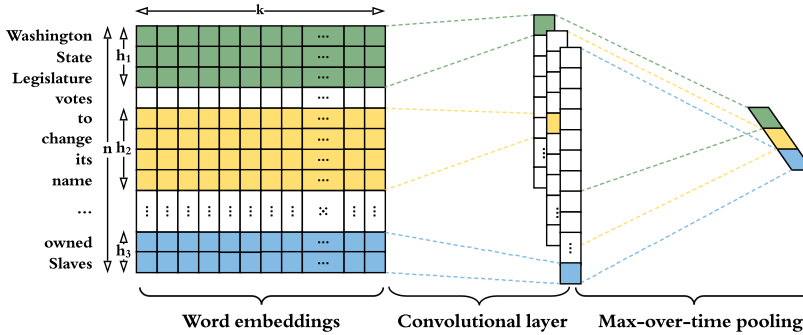 k
Washington
State
Legislature
votes
to
change
its
name
...
owned
Slaves
n
h1
h2
h3
Word embeddings
Convolutional layer
Max-over-time pooling